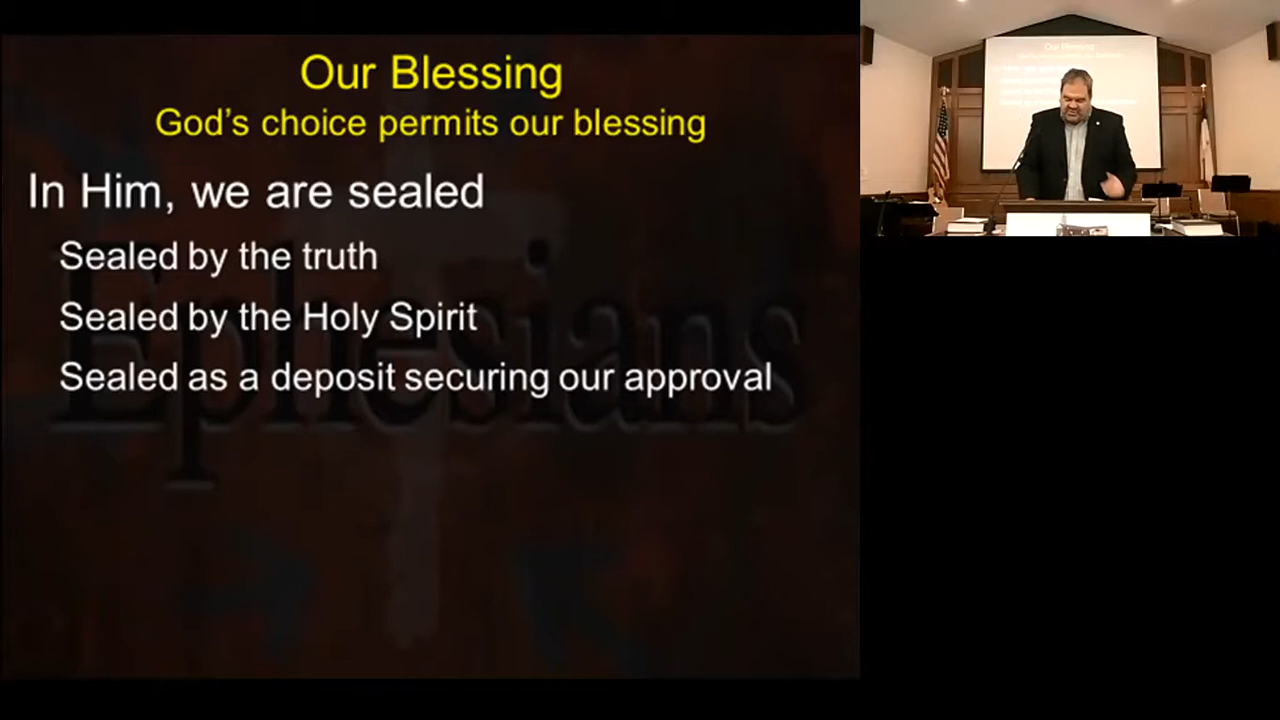 Our Blessing
God's choice permits our blessing
In Him, we are sealed
Sealed by the truth
Sealed by the Holy Spirit
Sealed as a deposit securing our approval
Ephesians